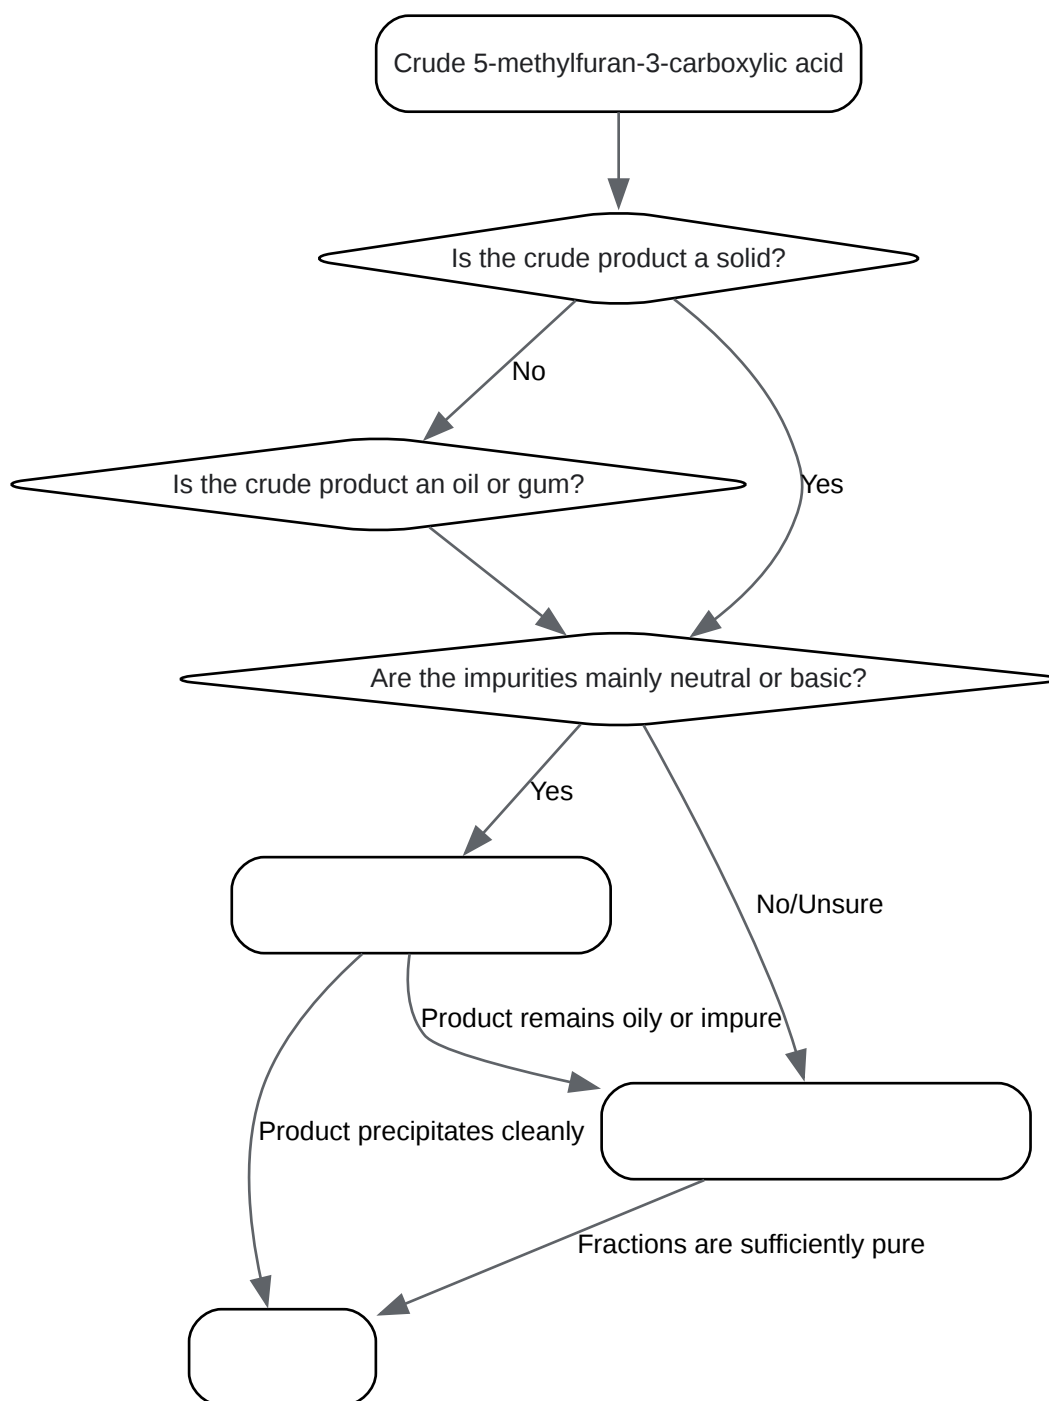 Crude 5-methylfuran-3-carboxylic acid
Is the crude product a solid?
No
Is the crude product an oil or gum?
Yes
Are the impurities mainly neutral or basic?
Yes
No/Unsure
Product remains oily or impure
Product precipitates cleanly
Fractions are sufficiently pure